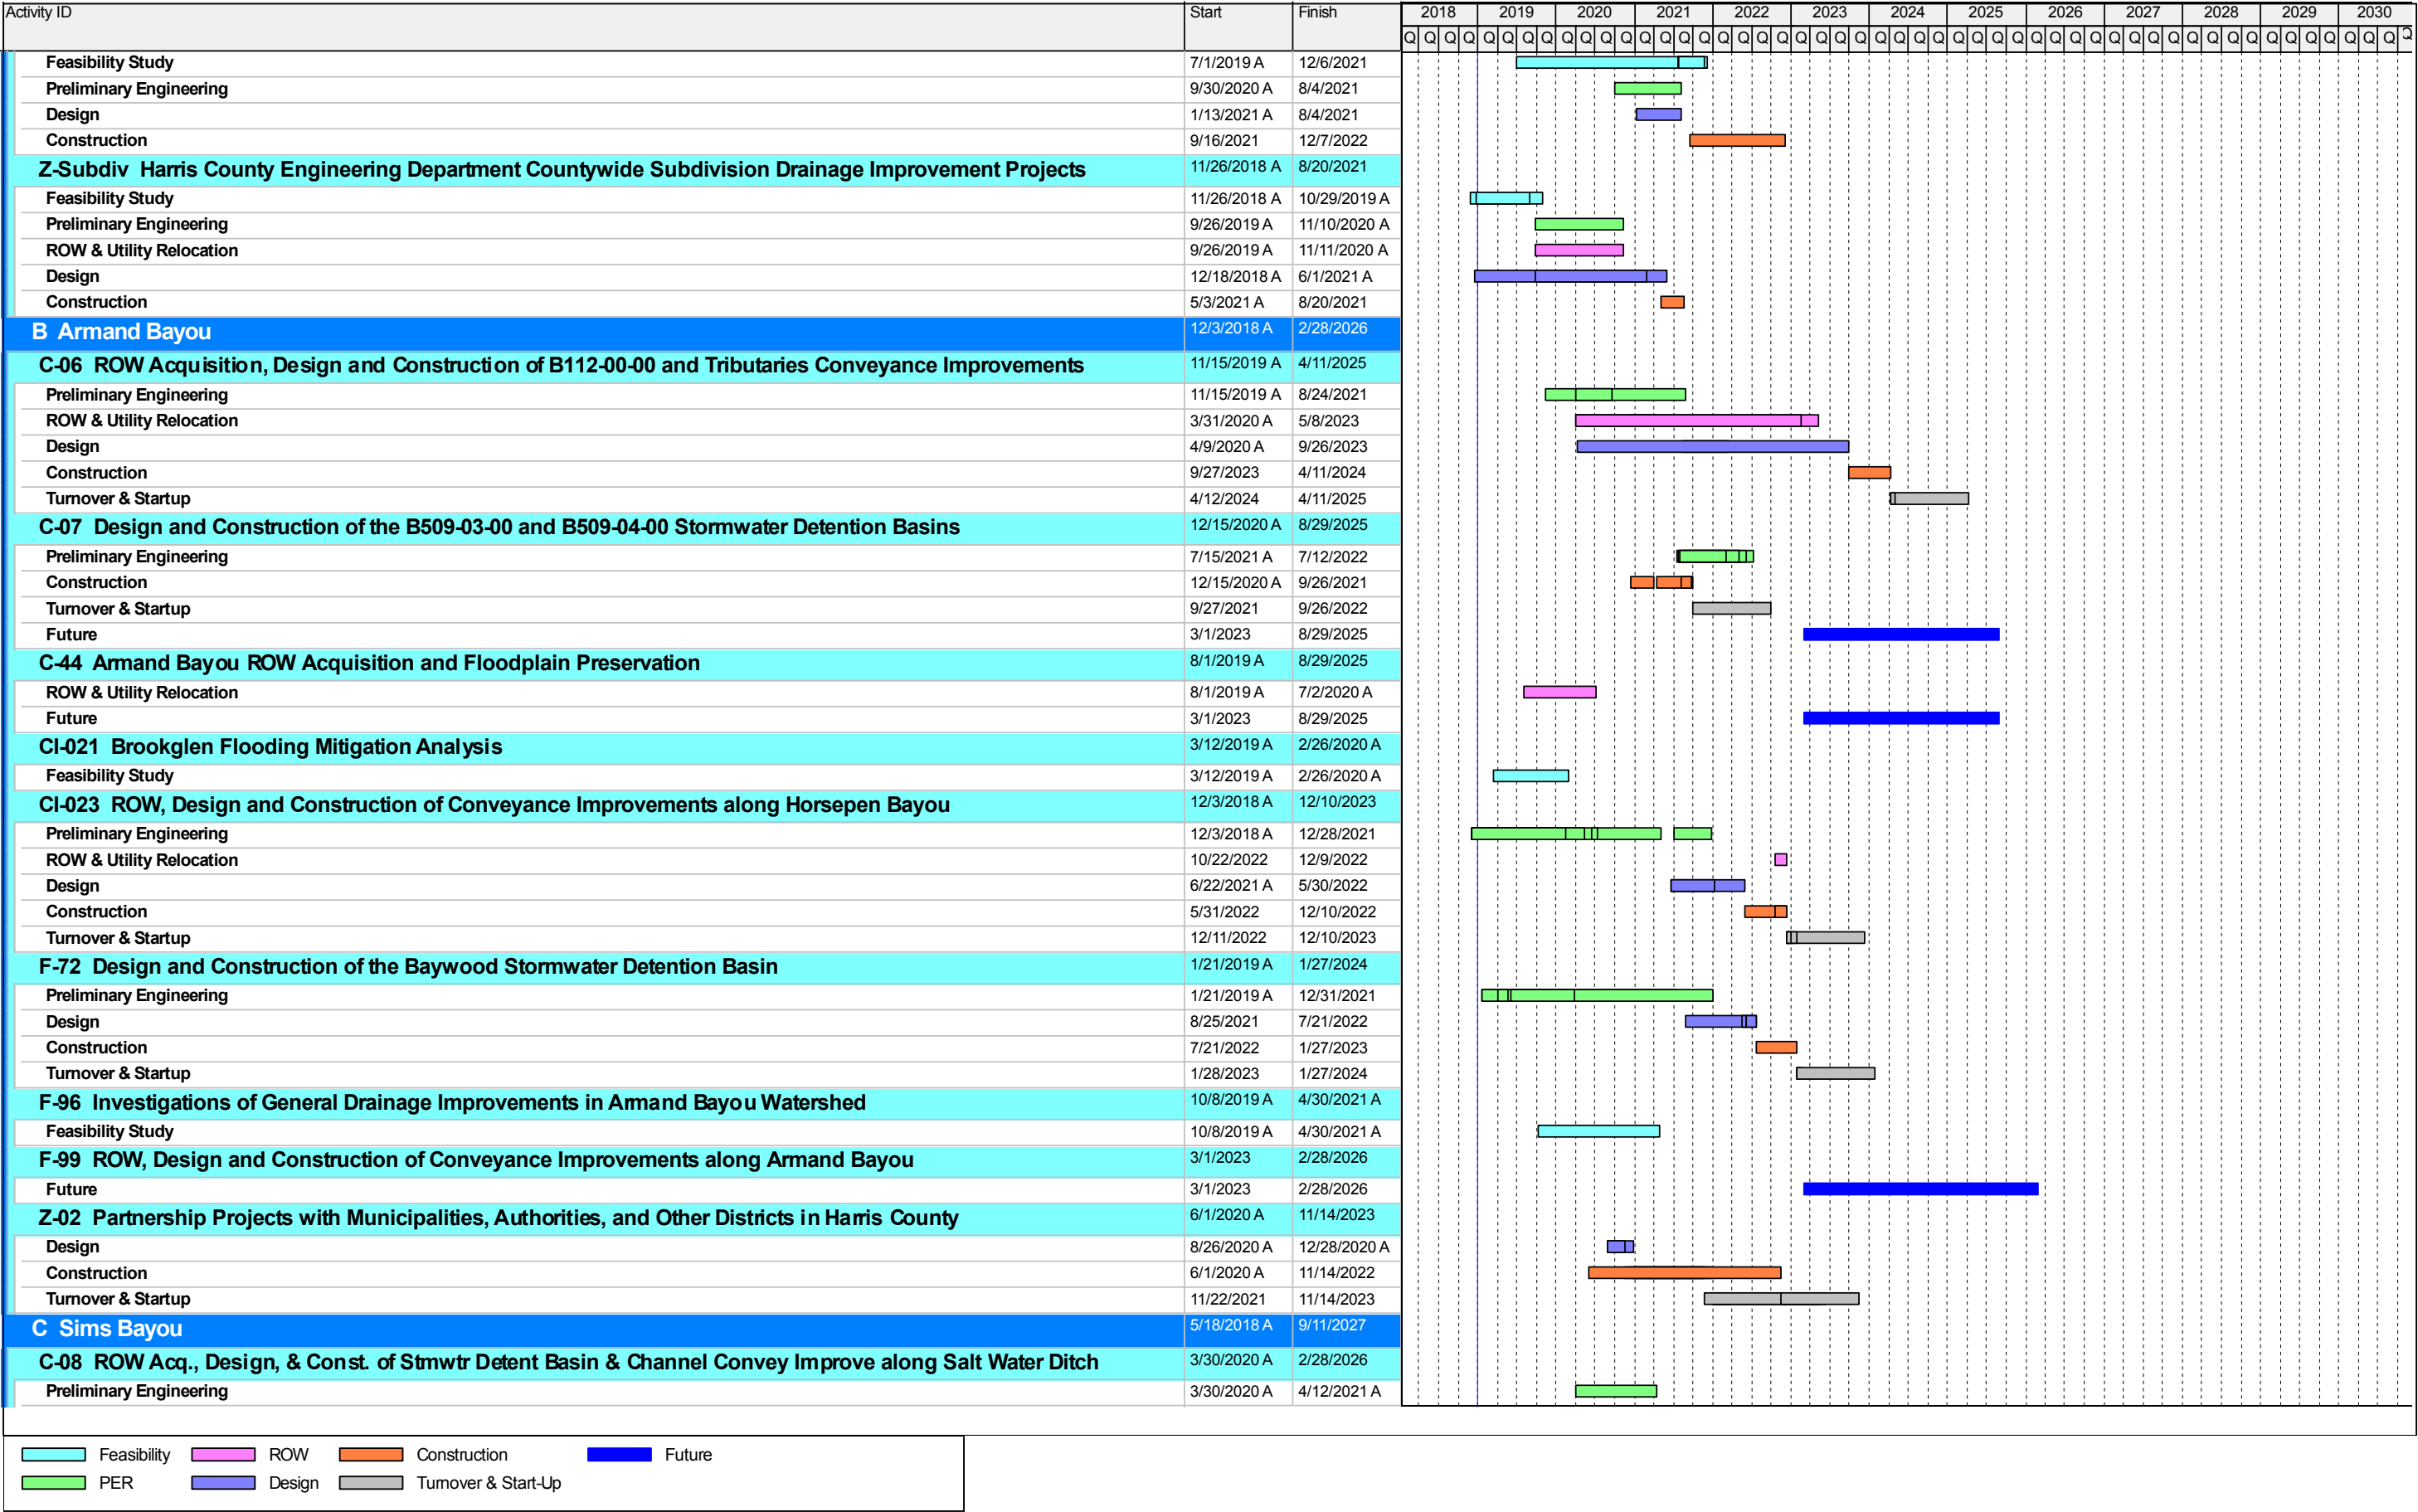 Activity ID Start Finish 2018 2019 2020 2021 2022 2023 2024 2025 2026 2027 2028 2029 2030
Q Q Q Q Q Q Q Q Q Q Q Q Q Q Q Q Q Q Q Q Q Q Q Q Q Q Q Q Q Q Q Q Q Q Q Q Q Q Q Q Q Q Q Q Q Q Q Q Q Q Q Q
Feasibility Study 7/1/2019 A 12/6/2021
Preliminary Engineering 9/30/2020 A 8/4/2021
Design 1/13/2021 A 8/4/2021
Construction 9/16/2021 12/7/2022
Z-Subdiv Harris County Engineering Department Countywide Subdivision Drainage Improvement Projects 11/26/2018 A 8/20/2021
Feasibility Study 11/26/2018 A 10/29/2019 A
Preliminary Engineering 9/26/2019 A 11/10/2020 A
ROW & Utility Relocation 9/26/2019 A 11/11/2020 A
Design 12/18/2018 A 6/1/2021 A
Construction 5/3/2021 A 8/20/2021
B Armand Bayou 12/3/2018 A 2/28/2026
C-06 ROW Acquisition, Design and Construction of B112-00-00 and Tributaries Conveyance Improvements 11/15/2019 A 4/11/2025
Preliminary Engineering 11/15/2019 A 8/24/2021
ROW & Utility Relocation 3/31/2020 A 5/8/2023
Design 4/9/2020 A 9/26/2023
Construction 9/27/2023 4/11/2024
Turnover & Startup 4/12/2024 4/11/2025
C-07 Design and Construction of the B509-03-00 and B509-04-00 Stormwater Detention Basins 12/15/2020 A 8/29/2025
Preliminary Engineering 7/15/2021 A 7/12/2022
Construction 12/15/2020 A 9/26/2021
Turnover & Startup 9/27/2021 9/26/2022
Future 3/1/2023 8/29/2025
C-44 Armand Bayou ROW Acquisition and Floodplain Preservation 8/1/2019 A 8/29/2025
ROW & Utility Relocation 8/1/2019 A 7/2/2020 A
Future 3/1/2023 8/29/2025
CI-021 Brookglen Flooding Mitigation Analysis 3/12/2019 A 2/26/2020 A
Feasibility Study 3/12/2019 A 2/26/2020 A
CI-023 ROW, Design and Construction of Conveyance Improvements along Horsepen Bayou 12/3/2018 A 12/10/2023
Preliminary Engineering 12/3/2018 A 12/28/2021
ROW & Utility Relocation 10/22/2022 12/9/2022
Design 6/22/2021 A 5/30/2022
Construction 5/31/2022 12/10/2022
Turnover & Startup 12/11/2022 12/10/2023
F-72 Design and Construction of the Baywood Stormwater Detention Basin 1/21/2019 A 1/27/2024
Preliminary Engineering 1/21/2019 A 12/31/2021
Design 8/25/2021 7/21/2022
Construction 7/21/2022 1/27/2023
Turnover & Startup 1/28/2023 1/27/2024
F-96 Investigations of General Drainage Improvements in Armand Bayou Watershed 10/8/2019 A 4/30/2021 A
Feasibility Study 10/8/2019 A 4/30/2021 A
F-99 ROW, Design and Construction of Conveyance Improvements along Armand Bayou 3/1/2023 2/28/2026
Future 3/1/2023 2/28/2026
Z-02 Partnership Projects with Municipalities, Authorities, and Other Districts in Harris County 6/1/2020 A 11/14/2023
Design 8/26/2020 A 12/28/2020 A
Construction 6/1/2020 A 11/14/2022
Turnover & Startup 11/22/2021 11/14/2023
C Sims Bayou 5/18/2018 A 9/11/2027
C-08 ROW Acq., Design, & Const. of Stmwtr Detent Basin & Channel Convey Improve along Salt Water Ditch 3/30/2020 A 2/28/2026
Preliminary Engineering 3/30/2020 A 4/12/2021 A
Feasibility ROW Construction Future
PER Design Turnover & Start-Up